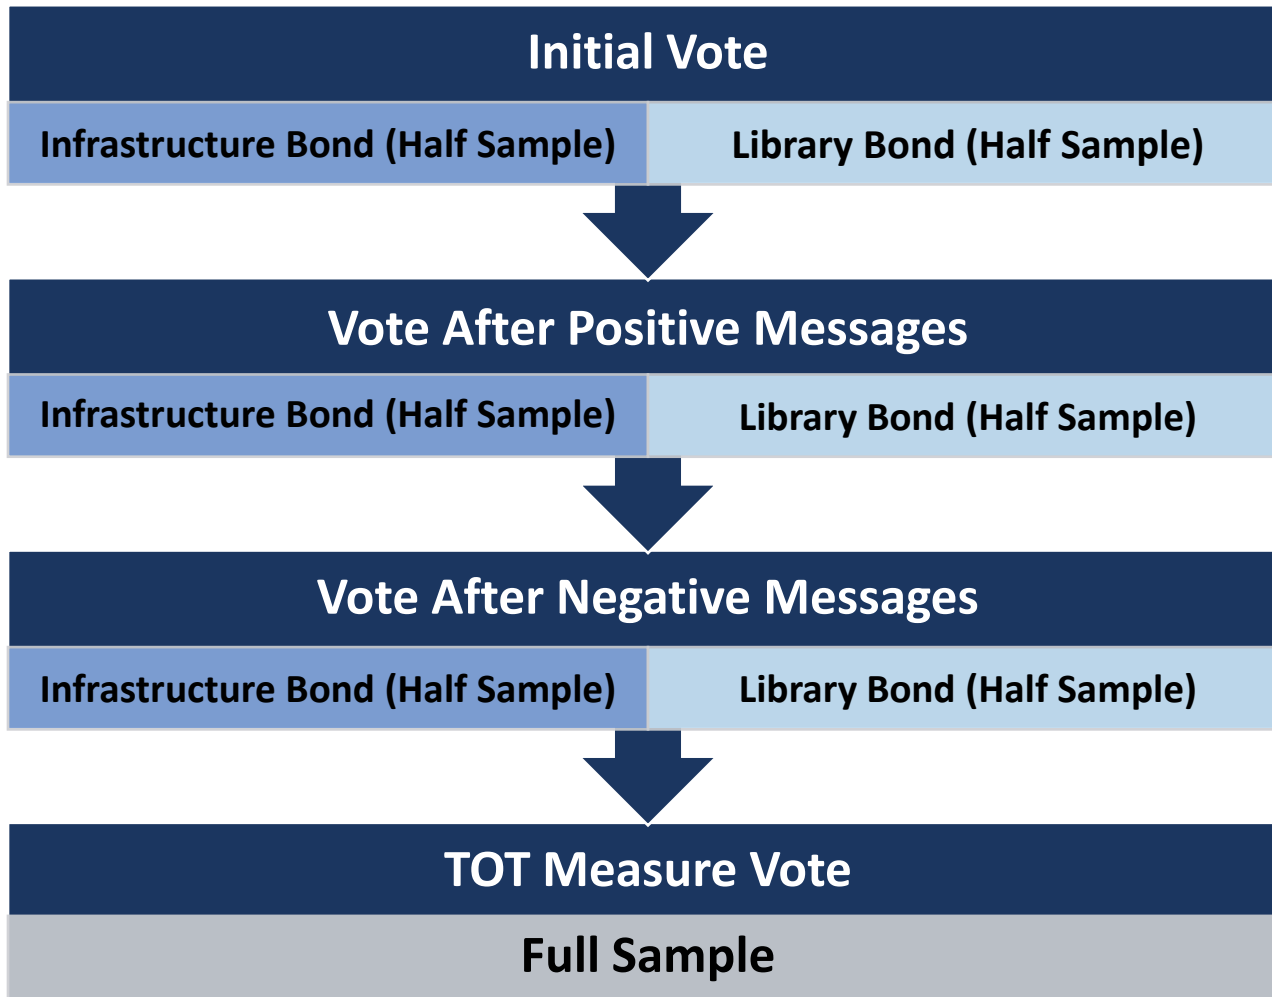 Initial Vote
Infrastructure Bond (Half Sample)
Library Bond (Half Sample)
Vote After Positive Messages
Infrastructure Bond (Half Sample)
Library Bond (Half Sample)
Vote After Negative Messages
Infrastructure Bond (Half Sample)
Library Bond (Half Sample)
TOT Measure Vote
Full Sample